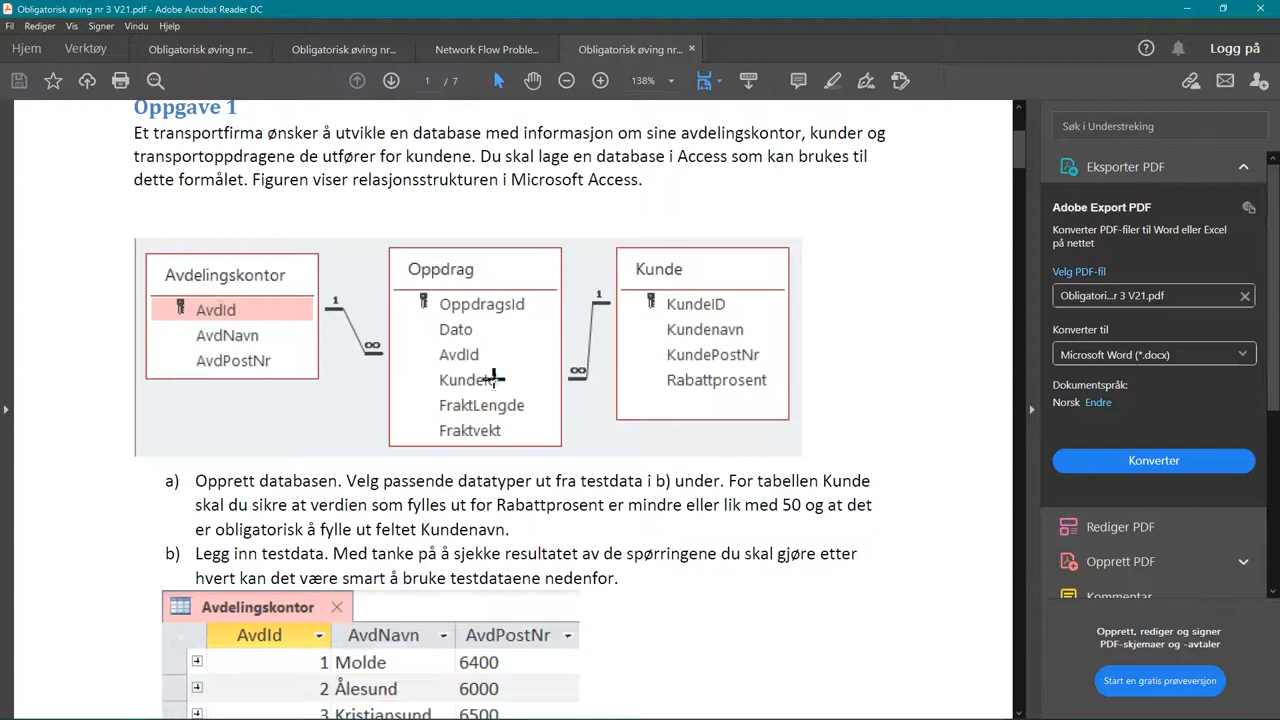 Obligatorisk øving nr 3 V21.pdf - Adobe Acrobat Reader DC
Fil Rediger Vis Signer Vindu Hjelp
Hjem Verktøy Obligatorisk øving nr... Obligatorisk øving nr... Network Flow Proble... Obligatorisk øving nr... × Logg på
1 / 7 138%
Oppgave 1
Et transportfirma ønsker å utvikle en database med informasjon om sine avdelingskontor, kunder og
transportoppdragene de utfører for kundene. Du skal lage en database i Access som kan brukes til
dette formålet. Figuren viser relasjonsstrukturen i Microsoft Access.
Avdelingskontor
AvdId
AvdNavn
AvdPostNr
1
∞
Oppdrag
OppdragsId
Dato
AvdId
FraktLengde
Fraktvekt
1
∞
Kunde
KundeID
Kundenavn
KundePostNr
Rabattprosent
a) Opprett databasen. Velg passende datatyper ut fra testdata i b) under. For tabellen Kunde
skal du sikre at verdien som fylles ut for Rabattprosent er mindre eller lik med 50 og at det
er obligatorisk å fylle ut feltet Kundenavn.
b) Legg inn testdata. Med tanke på å sjekke resultatet av de spørringene du skal gjøre etter
hvert kan det være smart å bruke testdataene nedenfor.
Avdelingskontor
AvdId AvdNavn AvdPostNr
1 Molde 6400
2 Ålesund 6000
3 Kristiansund 6500
Søk i Understreking
Eksporter PDF
Adobe Export PDF
Konverter PDF-filer til Word eller Excel
på nettet
Velg PDF-fil
Obligatori...r 3 V21.pdf
Konverter til
Microsoft Word (*.docx)
Dokumentspråk:
Norsk Endre
Konverter
Rediger PDF
Opprett PDF
Kommentar
Opprett, rediger og signer
PDF-skjemaer og -avtaler
Start en gratis prøveversjon